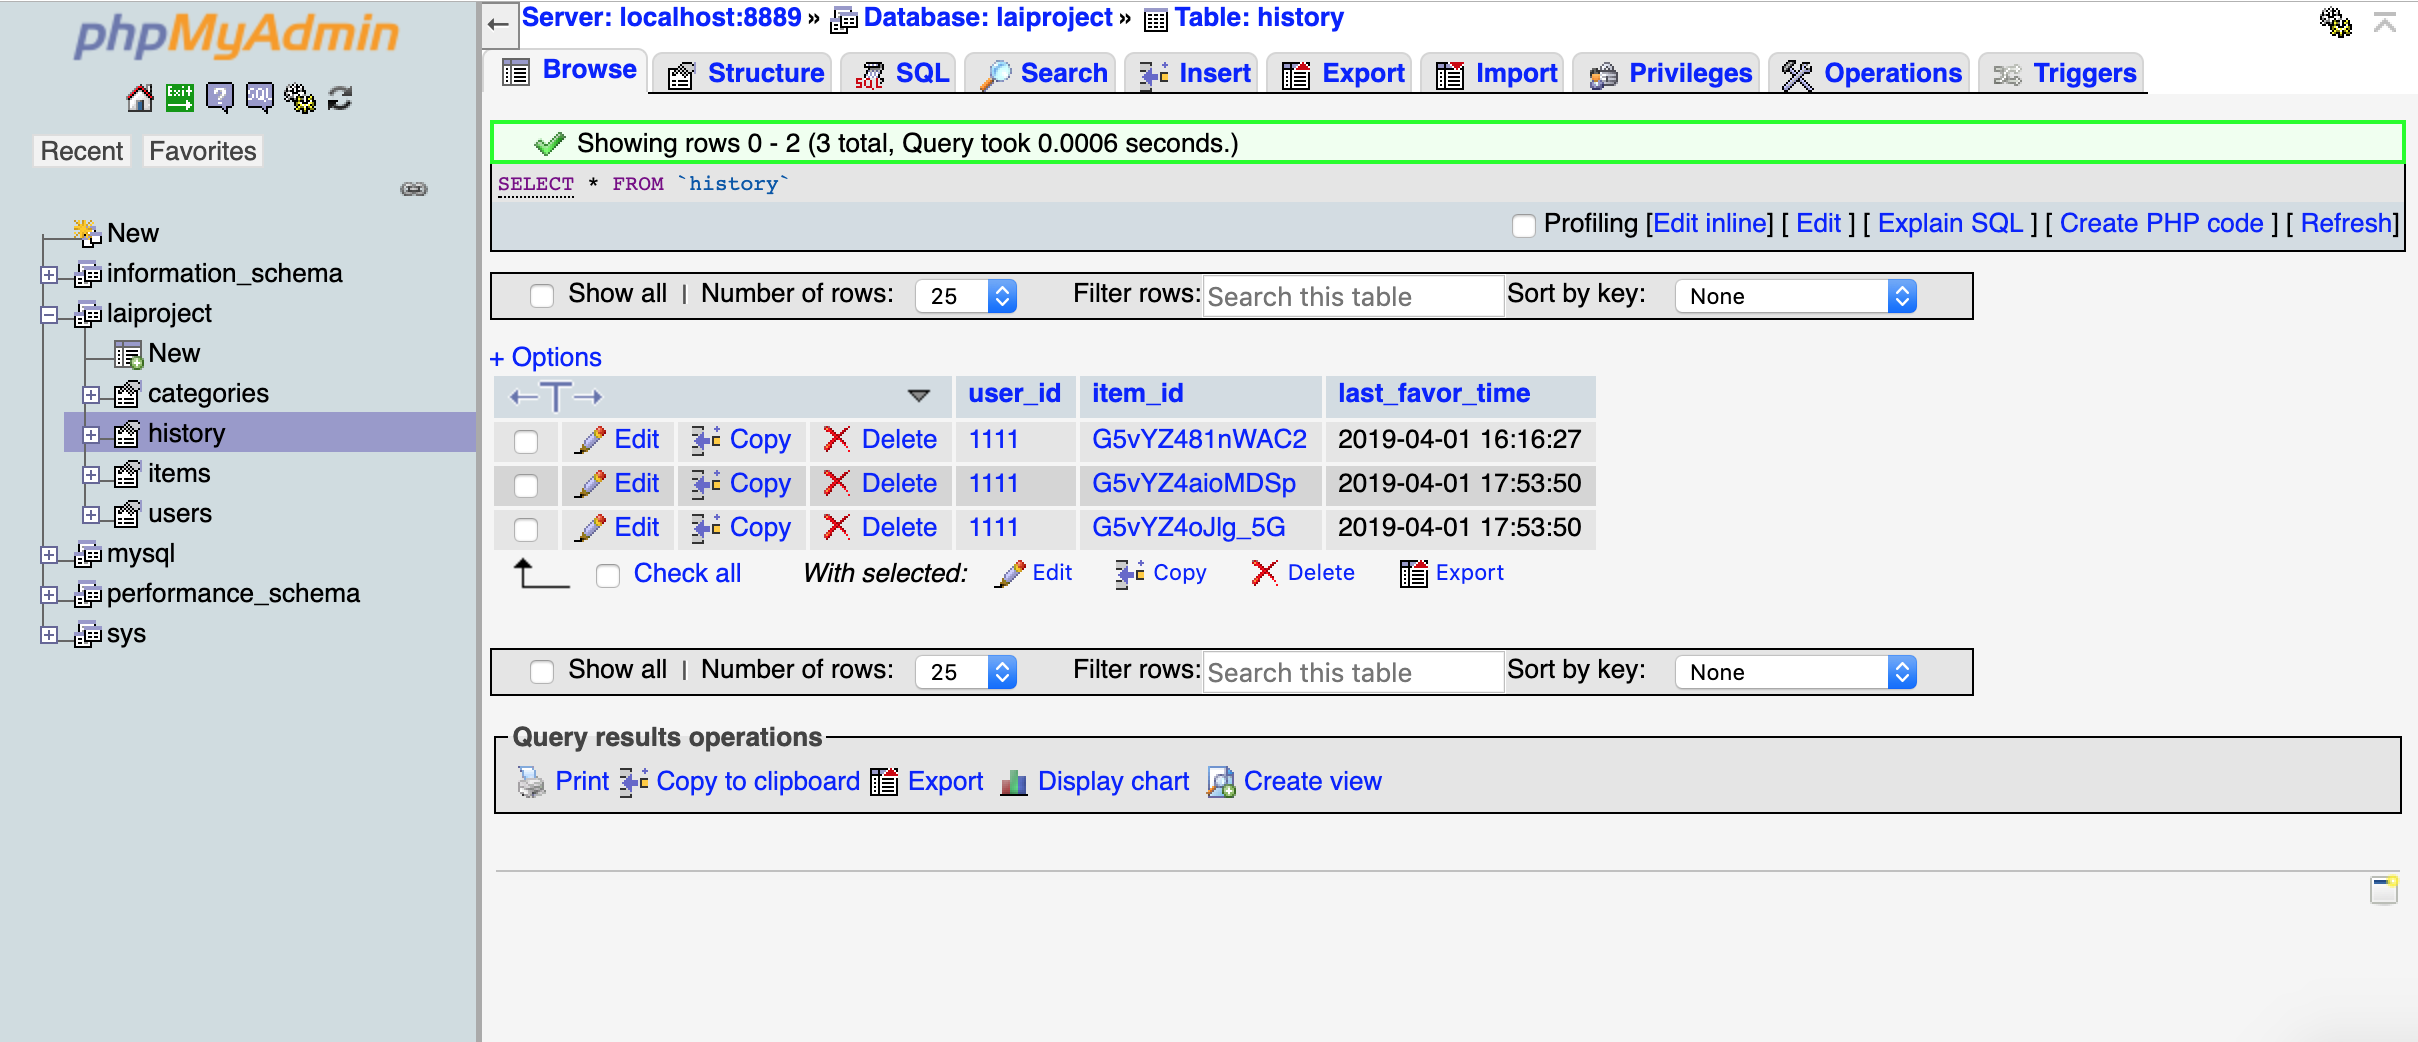 phpMyAdmin
Exit
?
SQL
Recent Favorites
New
information_schema
laiproject
New
categories
history
items
users
mysql
performance_schema
sys
← Server: localhost:8889 » Database: laiproject » Table: history
Browse Structure SQL Search Insert Export Import Privileges Operations Triggers
Showing rows 0 - 2 (3 total, Query took 0.0006 seconds.)
SELECT * FROM `history`
Profiling [Edit inline] [ Edit ] [ Explain SQL ] [ Create PHP code ] [ Refresh]
Show all | Number of rows: 25 Filter rows: Search this table Sort by key: None
+ Options
←T→ user_id item_id last_favor_time
Edit Copy Delete 1111 G5vYZ481nWAC2 2019-04-01 16:16:27
Edit Copy Delete 1111 G5vYZ4aioMDSp 2019-04-01 17:53:50
Edit Copy Delete 1111 G5vYZ4oJlg_5G 2019-04-01 17:53:50
Check all With selected: Edit Copy Delete Export
Show all | Number of rows: 25 Filter rows: Search this table Sort by key: None
Query results operations
Print Copy to clipboard Export Display chart Create view